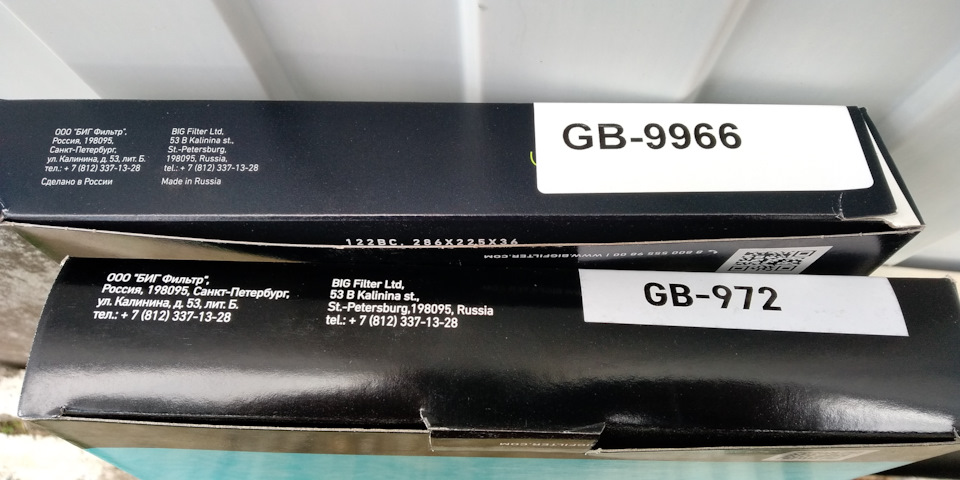 ООО "БИГ Фильтр",
Россия, 198095,
Санкт-Петербург,
ул. Калинина, д. 53, лит. Б.
тел.: + 7 (812) 337-13-28
Сделано в России
BIG Filter Ltd,
53 B Kalinina st.,
St.-Petersburg,
198095, Russia,
tel.: + 7 (812) 337-13-28
Made in Russia
GB-9966
122BC, 286X225X36
WWW.BIGFILTER.COM
ООО "БИГ Фильтр",
Россия, 198095, Санкт-Петербург,
ул. Калинина, д. 53, лит. Б.
тел.: + 7 (812) 337-13-28
BIG Filter Ltd,
53 B Kalinina st.,
St.-Petersburg,198095, Russia
tel.: + 7 (812) 337-13-28
GB-972